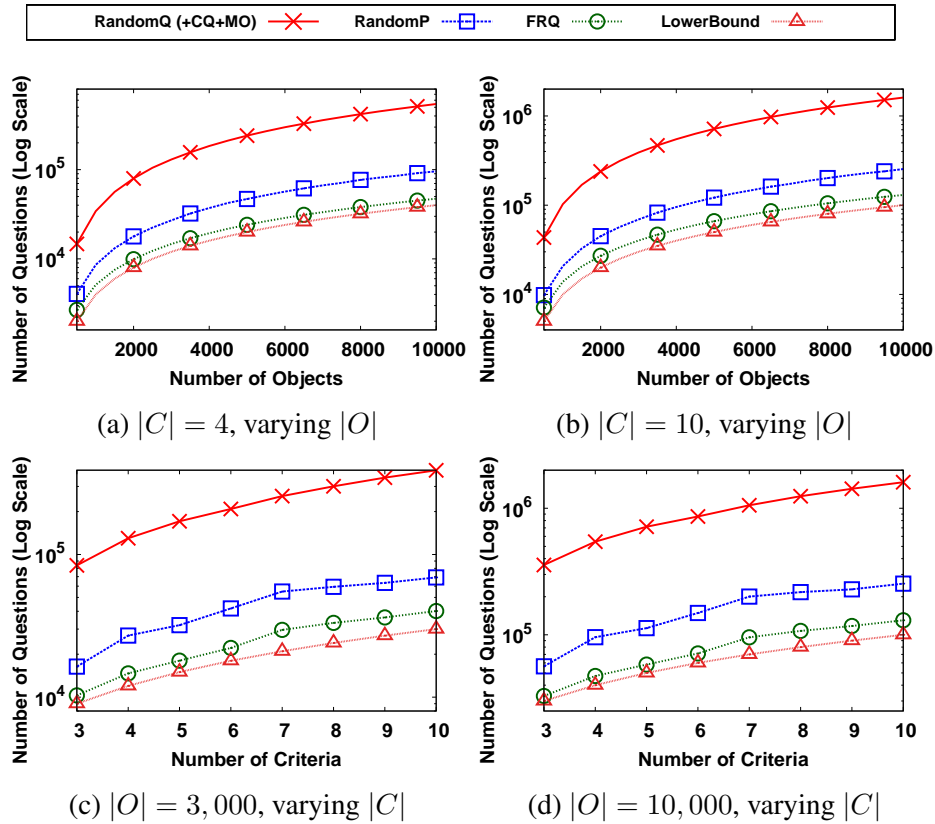 RandomQ (+CQ+MO) RandomP FRQ LowerBound
Number of Questions (Log Scale)
10^5
10^4
2000 4000 6000 8000 10000
Number of Objects
(a) |C| = 4, varying |O|
Number of Questions (Log Scale)
10^6
10^5
10^4
2000 4000 6000 8000 10000
Number of Objects
(b) |C| = 10, varying |O|
Number of Questions (Log Scale)
10^5
10^4
3 4 5 6 7 8 9 10
Number of Criteria
(c) |O| = 3, 000, varying |C|
Number of Questions (Log Scale)
10^6
10^5
3 4 5 6 7 8 9 10
Number of Criteria
(d) |O| = 10, 000, varying |C|